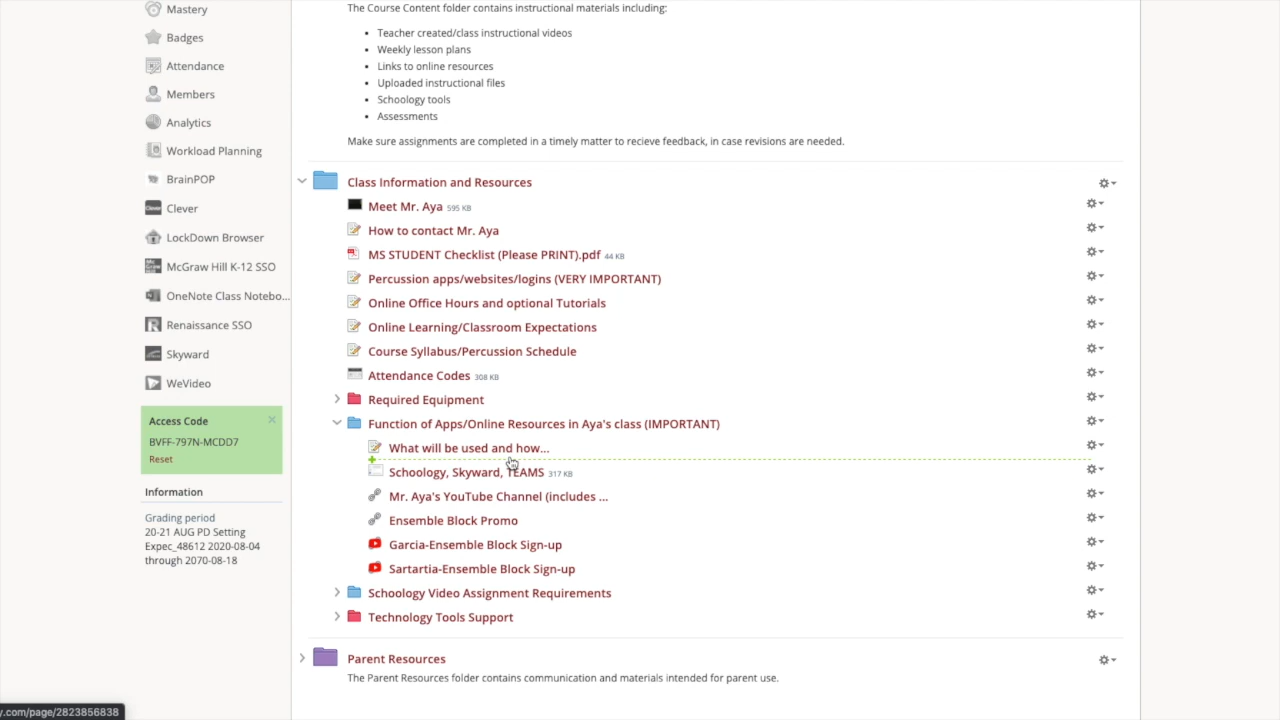 Mastery
Badges
Attendance
Members
Analytics
Workload Planning
BrainPOP
Clever
LockDown Browser
McGraw Hill K-12 SSO
OneNote Class Notebo...
Renaissance SSO
Skyward
WeVideo
Access Code
BVFF-797N-MCDD7
Reset
Information
Grading period
20-21 AUG PD Setting
Expec_48612 2020-08-04
through 2070-08-18
The Course Content folder contains instructional materials including:
Teacher created/class instructional videos
Weekly lesson plans
Links to online resources
Uploaded instructional files
Schoology tools
Assessments
Make sure assignments are completed in a timely matter to recieve feedback, in case revisions are needed.
Class Information and Resources
Meet Mr. Aya 595 KB
How to contact Mr. Aya
MS STUDENT Checklist (Please PRINT).pdf 44 KB
Percussion apps/websites/logins (VERY IMPORTANT)
Online Office Hours and optional Tutorials
Online Learning/Classroom Expectations
Course Syllabus/Percussion Schedule
Attendance Codes 308 KB
Required Equipment
Function of Apps/Online Resources in Aya's class (IMPORTANT)
What will be used and how...
Schoology, Skyward, TEAMS 317 KB
Mr. Aya's YouTube Channel (includes ...
Ensemble Block Promo
Garcia-Ensemble Block Sign-up
Sartartia-Ensemble Block Sign-up
Schoology Video Assignment Requirements
Technology Tools Support
Parent Resources
The Parent Resources folder contains communication and materials intended for parent use.
y.com/page/2823856838